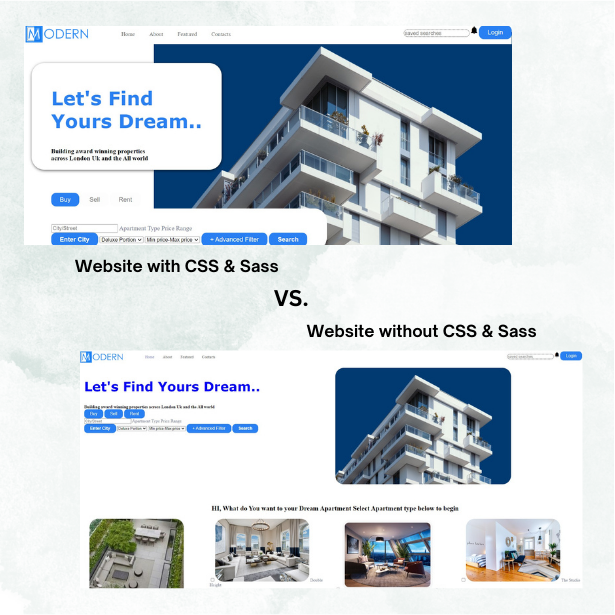 MODERN Home About Featured Contacts Saved searches Login
Let's Find
Yours Dream..
Building award winning properties
across London Uk and the All world
Buy Sell Rent
City/Street Apartment Type Price Range
Enter City Deluxe Portion Min price-Max price + Advanced Filter Search
Website with CSS & Sass
VS.
Website without CSS & Sass
MODERN Home About Featured Contacts Saved searches Login
Let's Find Yours Dream..
Building award winning properties across London Uk and the All world
Buy Sell Rent
City/Street Apartment Type Price Range
Enter City Deluxe Portion Min price-Max price + Advanced Filter Search
HI, What do You want to your Dream Apartment Select Apartment type below to begin